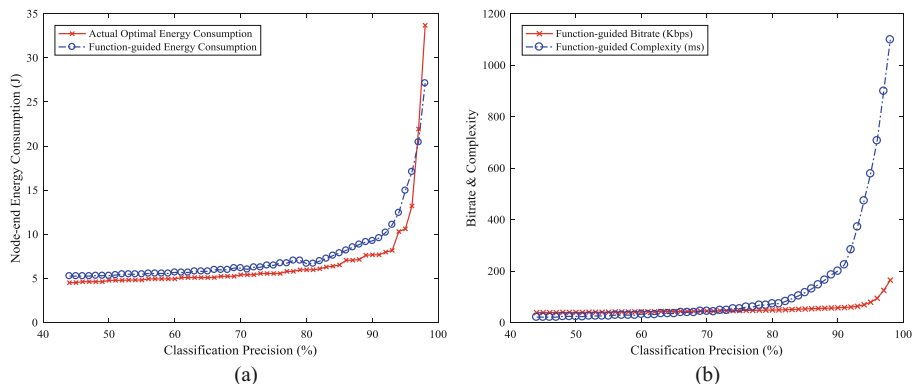 35
30
25
20
15
10
5
0
Node-end Energy Consumption (J)
Actual Optimal Energy Consumption
Function-guided Energy Consumption
40 50 60 70 80 90 100
Classification Precision (%)
(a)
1200
1000
800
600
400
200
0
Bitrate & Complexity
Function-guided Bitrate (Kbps)
Function-guided Complexity (ms)
40 50 60 70 80 90 100
Classification Precision (%)
(b)